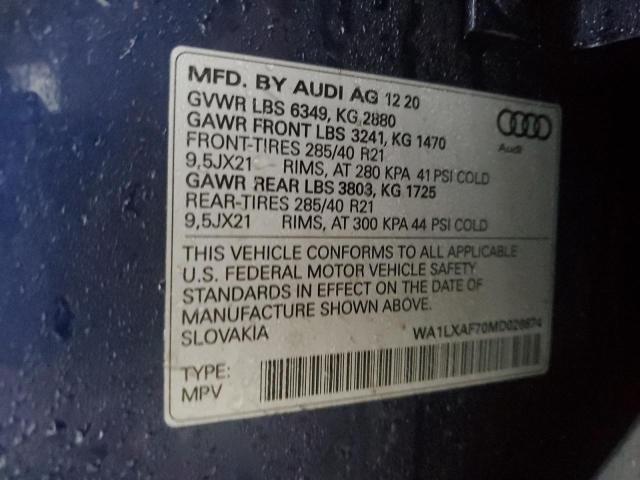 MFD. BY AUDI AG 12 20
GVWR LBS 6349, KG 2880
GAWR FRONT LBS 3241, KG 1470
FRONT-TIRES 285/40 R21
9,5JX21 RIMS, AT 280 KPA 41 PSI COLD
GAWR REAR LBS 3803, KG 1725
REAR-TIRES 285/40 R21
9,5JX21 RIMS, AT 300 KPA 44 PSI COLD
Audi
THIS VEHICLE CONFORMS TO ALL APPLICABLE
U.S. FEDERAL MOTOR VEHICLE SAFETY
STANDARDS IN EFFECT ON THE DATE OF
MANUFACTURE SHOWN ABOVE.
SLOVAKIA
TYPE:
MPV